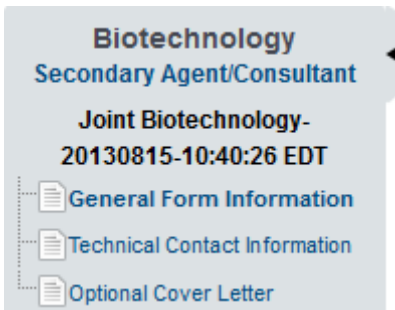 Biotechnology
Secondary Agent/Consultant
Joint Biotechnology-
20130815-10:40:26 EDT
General Form Information
Technical Contact Information
Optional Cover Letter